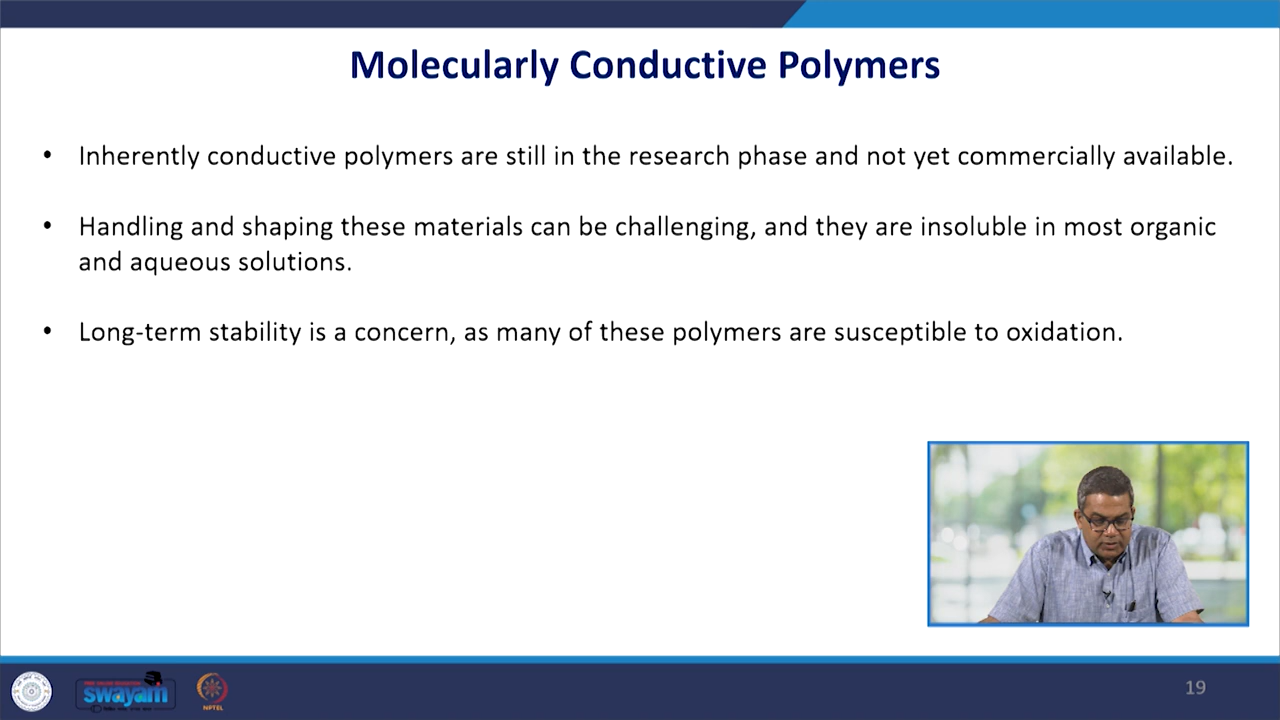 Molecularly Conductive Polymers
• Inherently conductive polymers are still in the research phase and not yet commercially available.
• Handling and shaping these materials can be challenging, and they are insoluble in most organic
and aqueous solutions.
• Long-term stability is a concern, as many of these polymers are susceptible to oxidation.
swayam
NPTEL
19